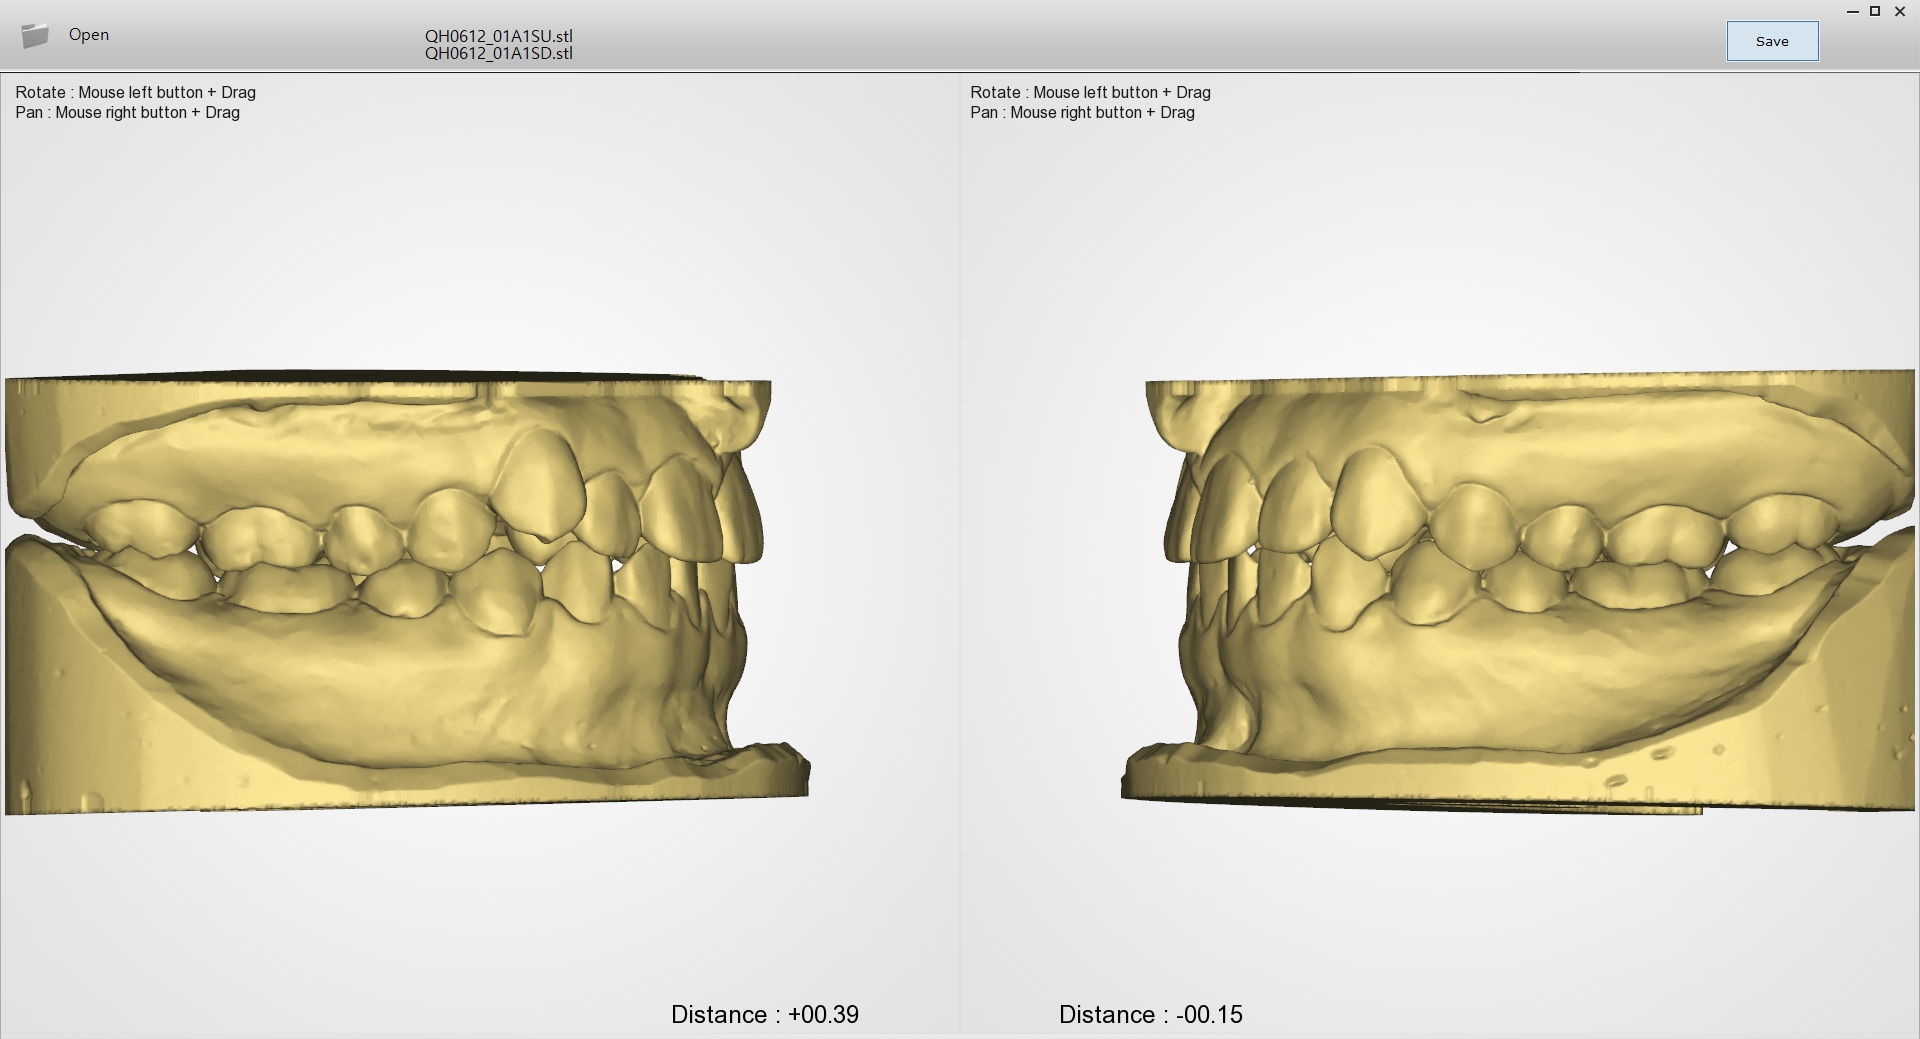 Open
QH0612_01A1SU.stl
QH0612_01A1SD.stl
Save
Rotate : Mouse left button + Drag
Pan : Mouse right button + Drag
Rotate : Mouse left button + Drag
Pan : Mouse right button + Drag
Distance : +00.39
Distance : -00.15